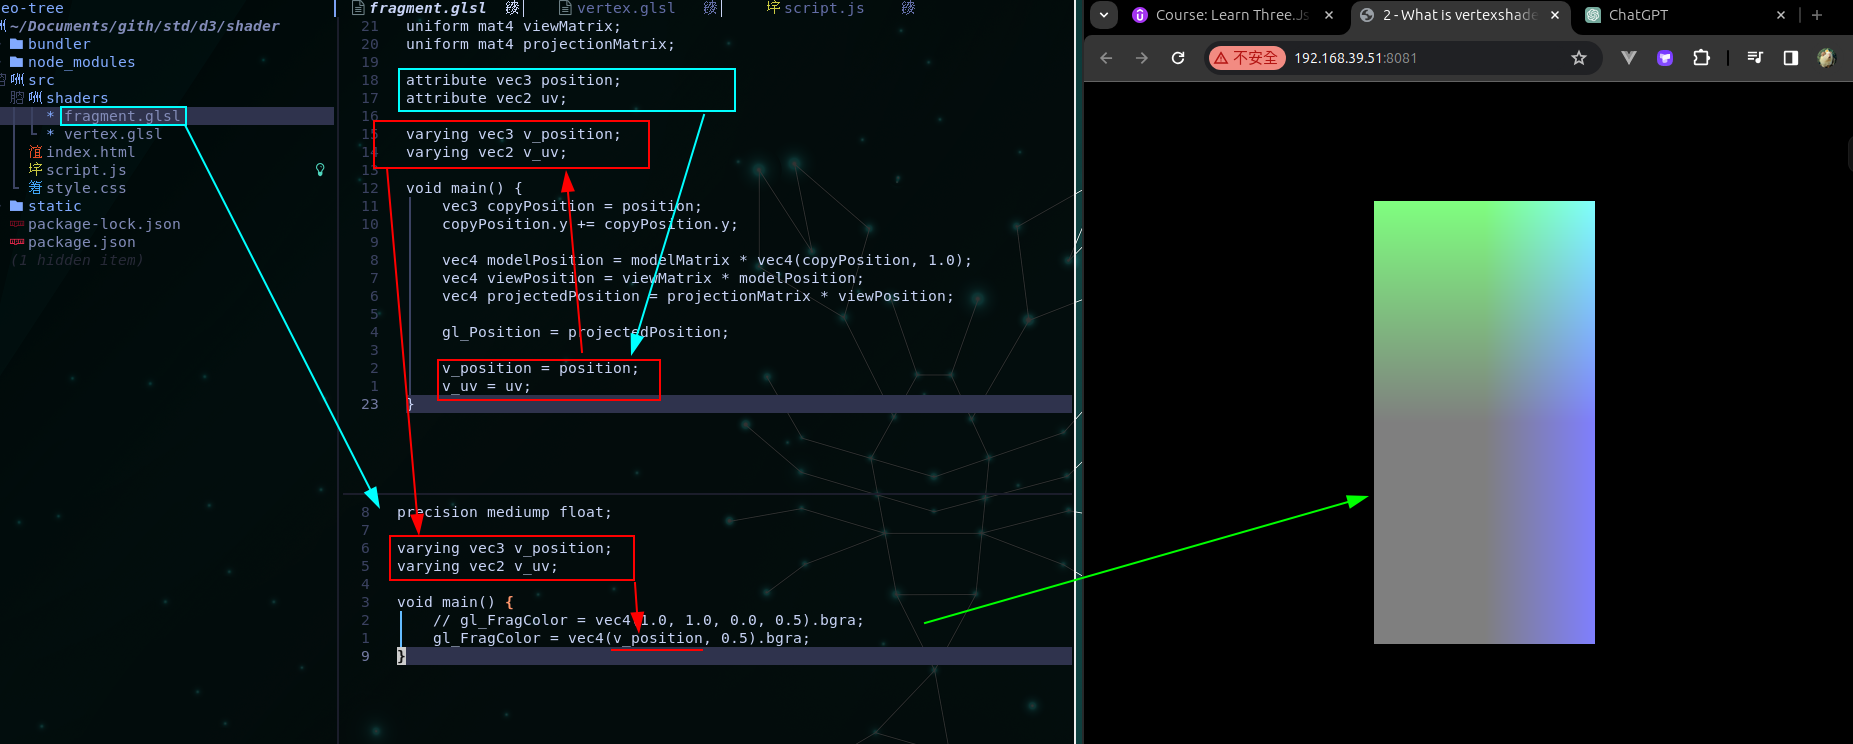 eo-tree
~/Documents/gith/std/d3/shader
bundler
node_modules
src
shaders
* fragment.glsl
* vertex.glsl
index.html
script.js
style.css
static
package-lock.json
package.json
(1 hidden item)
fragment.glsl vertex.glsl script.js
21 uniform mat4 viewMatrix;
20 uniform mat4 projectionMatrix;
19
18 attribute vec3 position;
17 attribute vec2 uv;
16
15 varying vec3 v_position;
14 varying vec2 v_uv;
13
12 void main() {
11 vec3 copyPosition = position;
10 copyPosition.y += copyPosition.y;
9
8 vec4 modelPosition = modelMatrix * vec4(copyPosition, 1.0);
7 vec4 viewPosition = viewMatrix * modelPosition;
6 vec4 projectedPosition = projectionMatrix * viewPosition;
5
4 gl_Position = projectedPosition;
3
2 v_position = position;
1 v_uv = uv;
23 }
8 precision mediump float;
7
6 varying vec3 v_position;
5 varying vec2 v_uv;
4
3 void main() {
2 // gl_FragColor = vec4(1.0, 1.0, 0.0, 0.5).bgra;
1 gl_FragColor = vec4(v_position, 0.5).bgra;
9 }
Course: Learn Three.Js
2 - What Is vertexshade
ChatGPT
不安全 192.168.39.51:8081